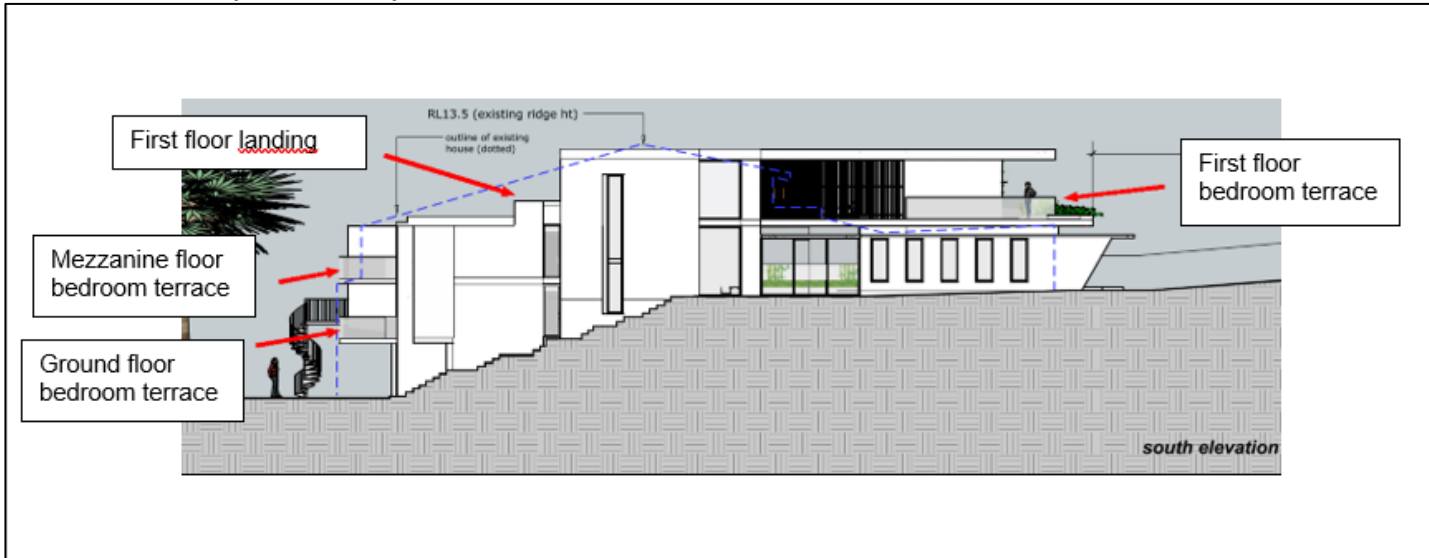 RL13.5 (existing ridge ht)
outline of existing
house (dotted)
First floor landing
First floor
bedroom terrace
Mezzanine floor
bedroom terrace
Ground floor
bedroom terrace
south elevation